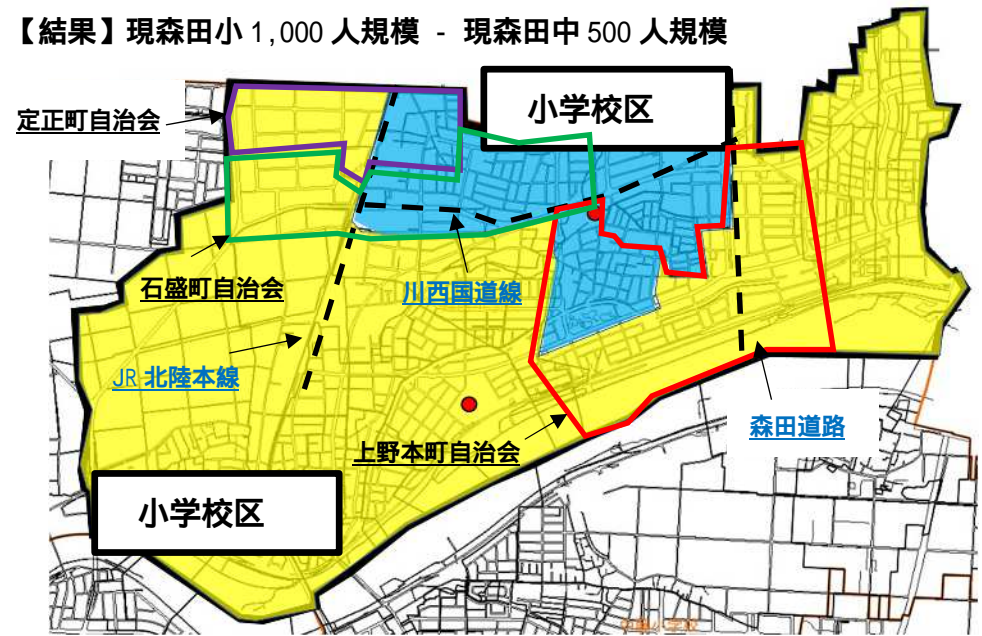 【結果】現森田小 1,000 人規模 - 現森田中 500 人規模
小学校区
定正町自治会
石盛町自治会
川西国道線
JR 北陸本線
森田道路
上野本町自治会
小学校区